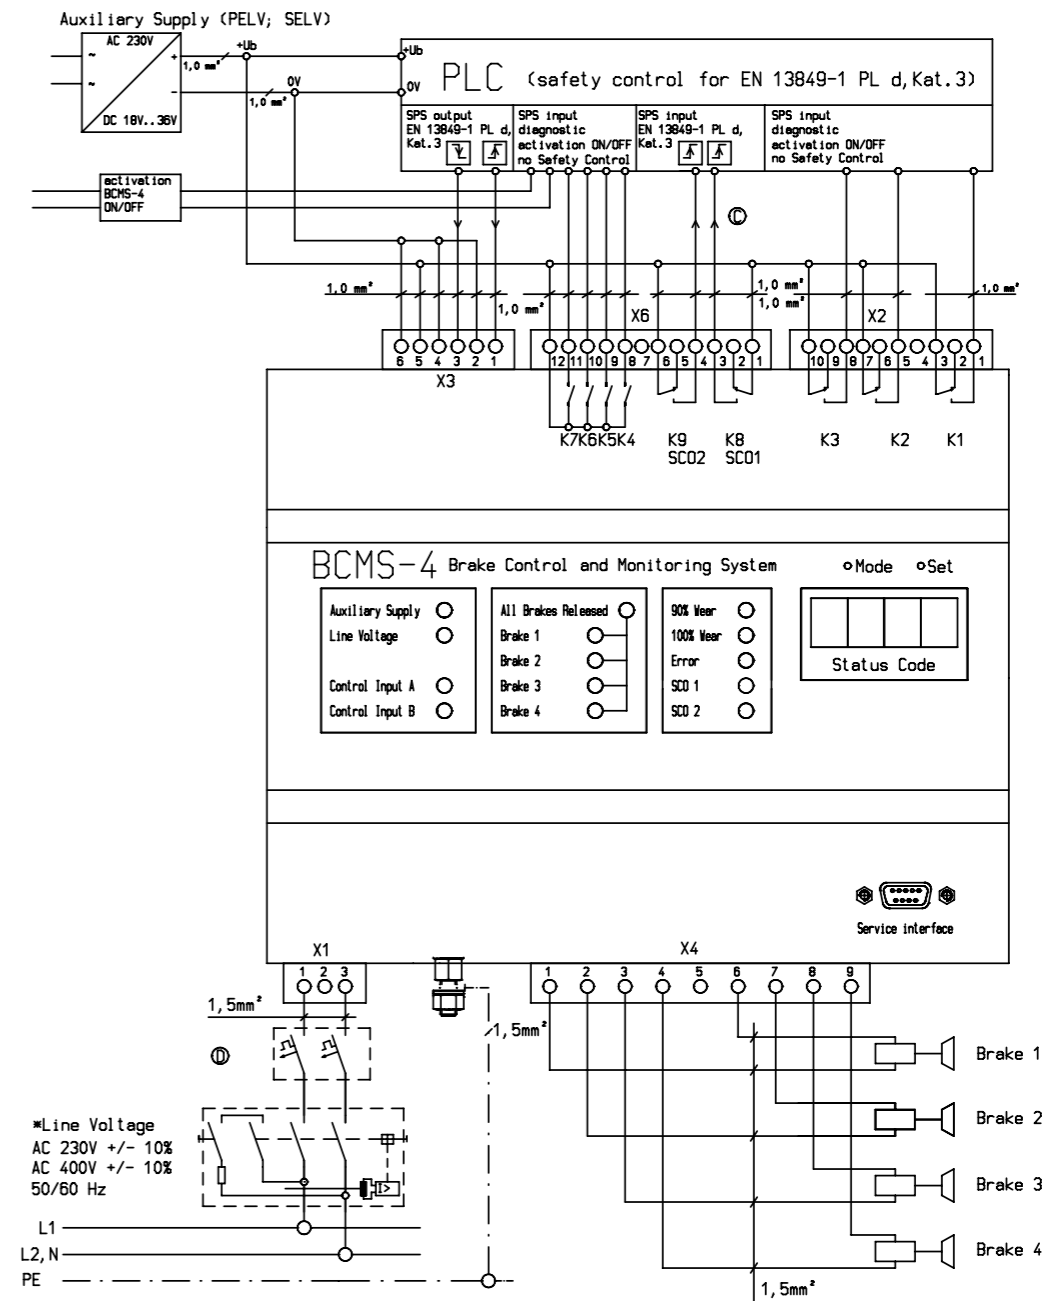 Auxiliary Supply (PELV; SELV)
AC 230V
~
~
+
-
DC 18V..36V
+Ub
1,0 mm²
0V
1,0 mm²
+Ub
0V
PLC (safety control for EN 13849-1 PL d,Kat.3)
SPS output
EN 13849-1 PL d,
Kat.3
SPS input
diagnostic
activation ON/OFF
no Safety Control
SPS input
EN 13849-1 PL d,
Kat.3
SPS input
diagnostic
activation ON/OFF
no Safety Control
activation
BCMS-4
ON/OFF
C
1,0 mm²
1,0 mm²
1,0 mm²
1,0 mm²
1,0 mm²
X6
X2
6 5 4 3 2 1
12 11 10 9 8 7 6 5 4 3 2 1
10 9 8 7 6 5 4 3 2 1
X3
K7 K6 K5 K4
K9
SCO2
K8
SCO1
K3
K2
K1
BCMS-4 Brake Control and Monitoring System
Mode
Set
Auxiliary Supply
Line Voltage
Control Input A
Control Input B
All Brakes Released
Brake 1
Brake 2
Brake 3
Brake 4
90% Wear
100% Wear
Error
SCO 1
SCO 2
Status Code
Service interface
X1
X4
1 2 3
1 2 3 4 5 6 7 8 9
1,5mm²
1,5mm²
D
Brake 1
Brake 2
Brake 3
Brake 4
*Line Voltage
AC 230V +/- 10%
AC 400V +/- 10%
50/60 Hz
I>
L1
L2,N
PE
1,5mm²